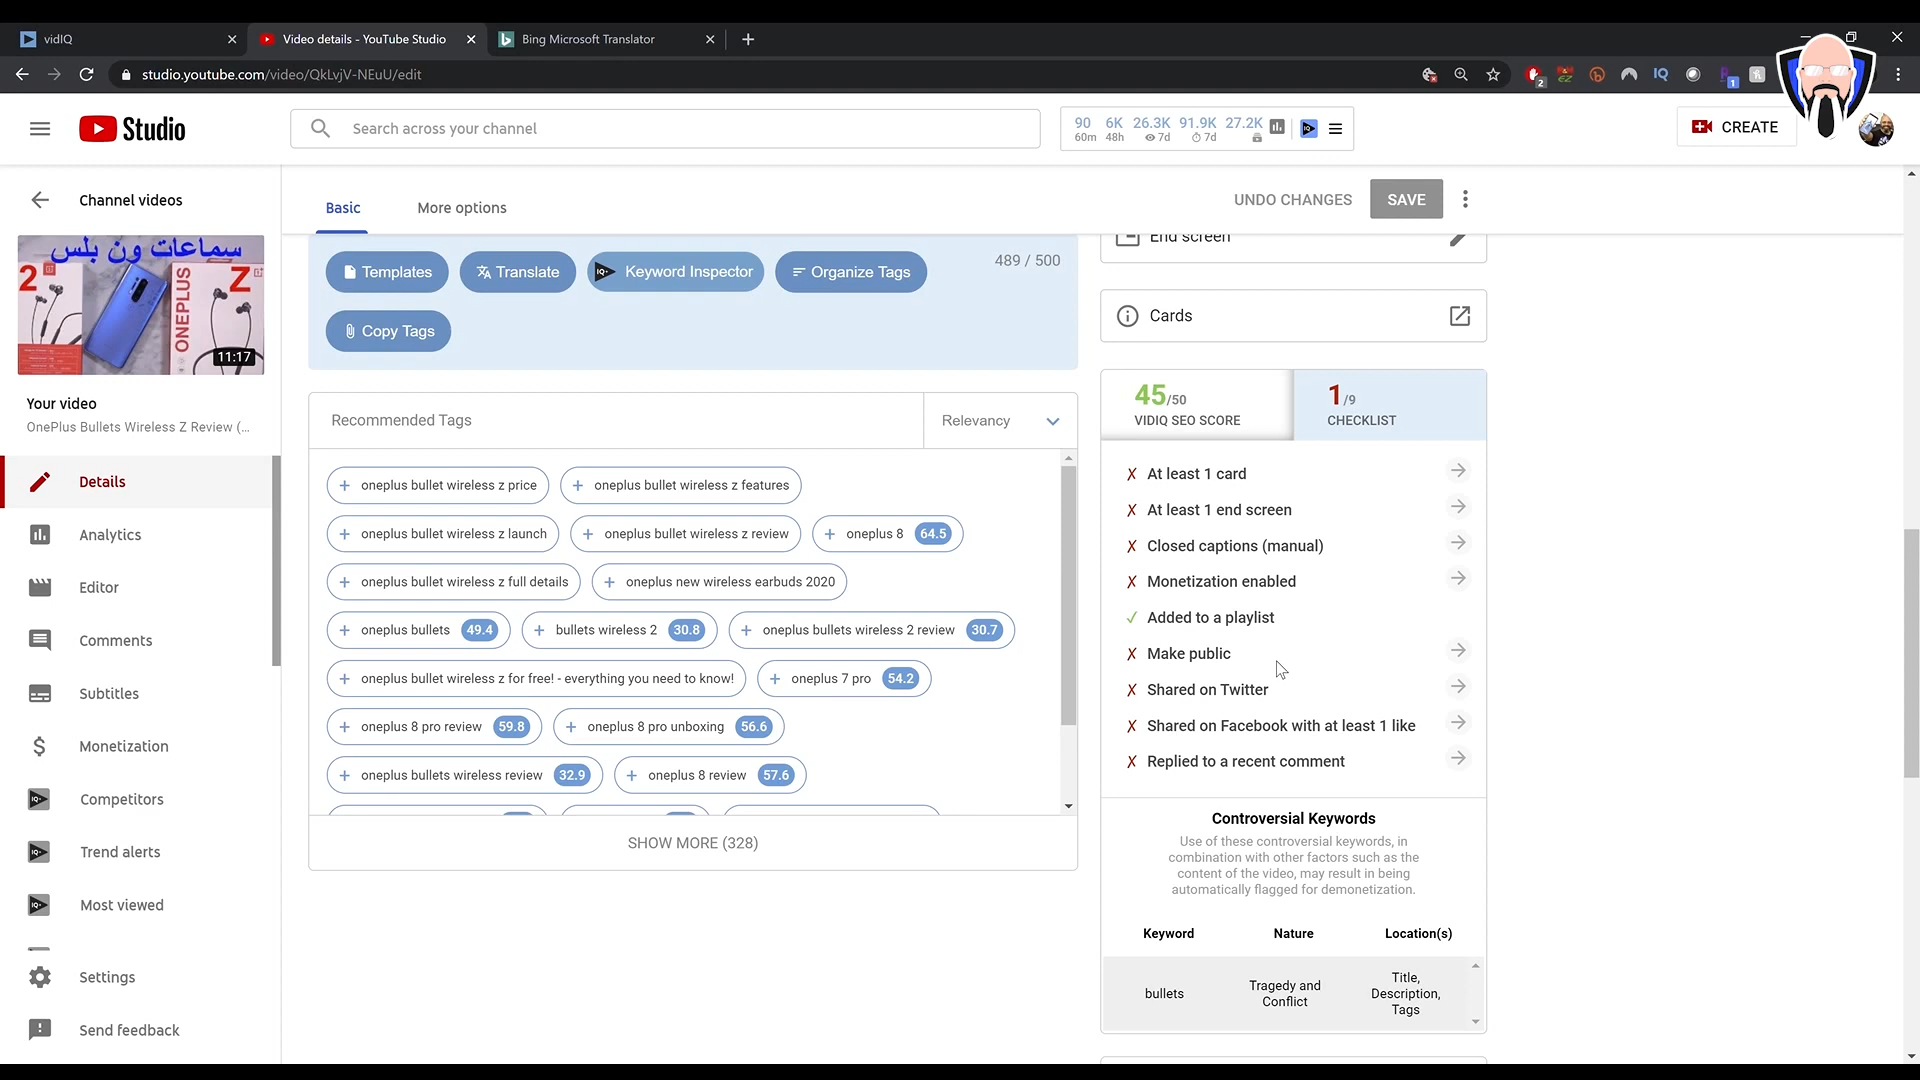 vidIQ
Video details - YouTube Studio
Bing Microsoft Translator
studio.youtube.com/video/QkLvjV-NEuU/edit
IQ
2
1
Studio
Search across your channel
90 6K 26.3K 91.9K 27.2K
60m 48h 7d 7d
CREATE
Channel videos
Basic
More options
UNDO CHANGES
SAVE
سماعات ون بلس
2
ONEPLUS
Z
11:17
Your video
OnePlus Bullets Wireless Z Review (...
Details
Analytics
Editor
Comments
Subtitles
Monetization
Competitors
Trend alerts
Most viewed
Settings
Send feedback
Templates
Translate
Keyword Inspector
Organize Tags
489 / 500
Copy Tags
Recommended Tags
Relevancy
+ oneplus bullet wireless z price
+ oneplus bullet wireless z features
+ oneplus bullet wireless z launch
+ oneplus bullet wireless z review
+ oneplus 8 64.5
+ oneplus bullet wireless z full details
+ oneplus new wireless earbuds 2020
+ oneplus bullets 49.4
+ bullets wireless 2 30.8
+ oneplus bullets wireless 2 review 30.7
+ oneplus bullet wireless z for free! - everything you need to know!
+ oneplus 7 pro 54.2
+ oneplus 8 pro review 59.8
+ oneplus 8 pro unboxing 56.6
+ oneplus bullets wireless review 32.9
+ oneplus 8 review 57.6
SHOW MORE (328)
End screen
Cards
45/50
VIDIQ SEO SCORE
1/9
CHECKLIST
✗ At least 1 card
✗ At least 1 end screen
✗ Closed captions (manual)
✗ Monetization enabled
✓ Added to a playlist
✗ Make public
✗ Shared on Twitter
✗ Shared on Facebook with at least 1 like
✗ Replied to a recent comment
Controversial Keywords
Use of these controversial keywords, in
combination with other factors such as the
content of the video, may result in being
automatically flagged for demonetization.
Keyword Nature Location(s)
bullets
Tragedy and
Conflict
Title,
Description,
Tags